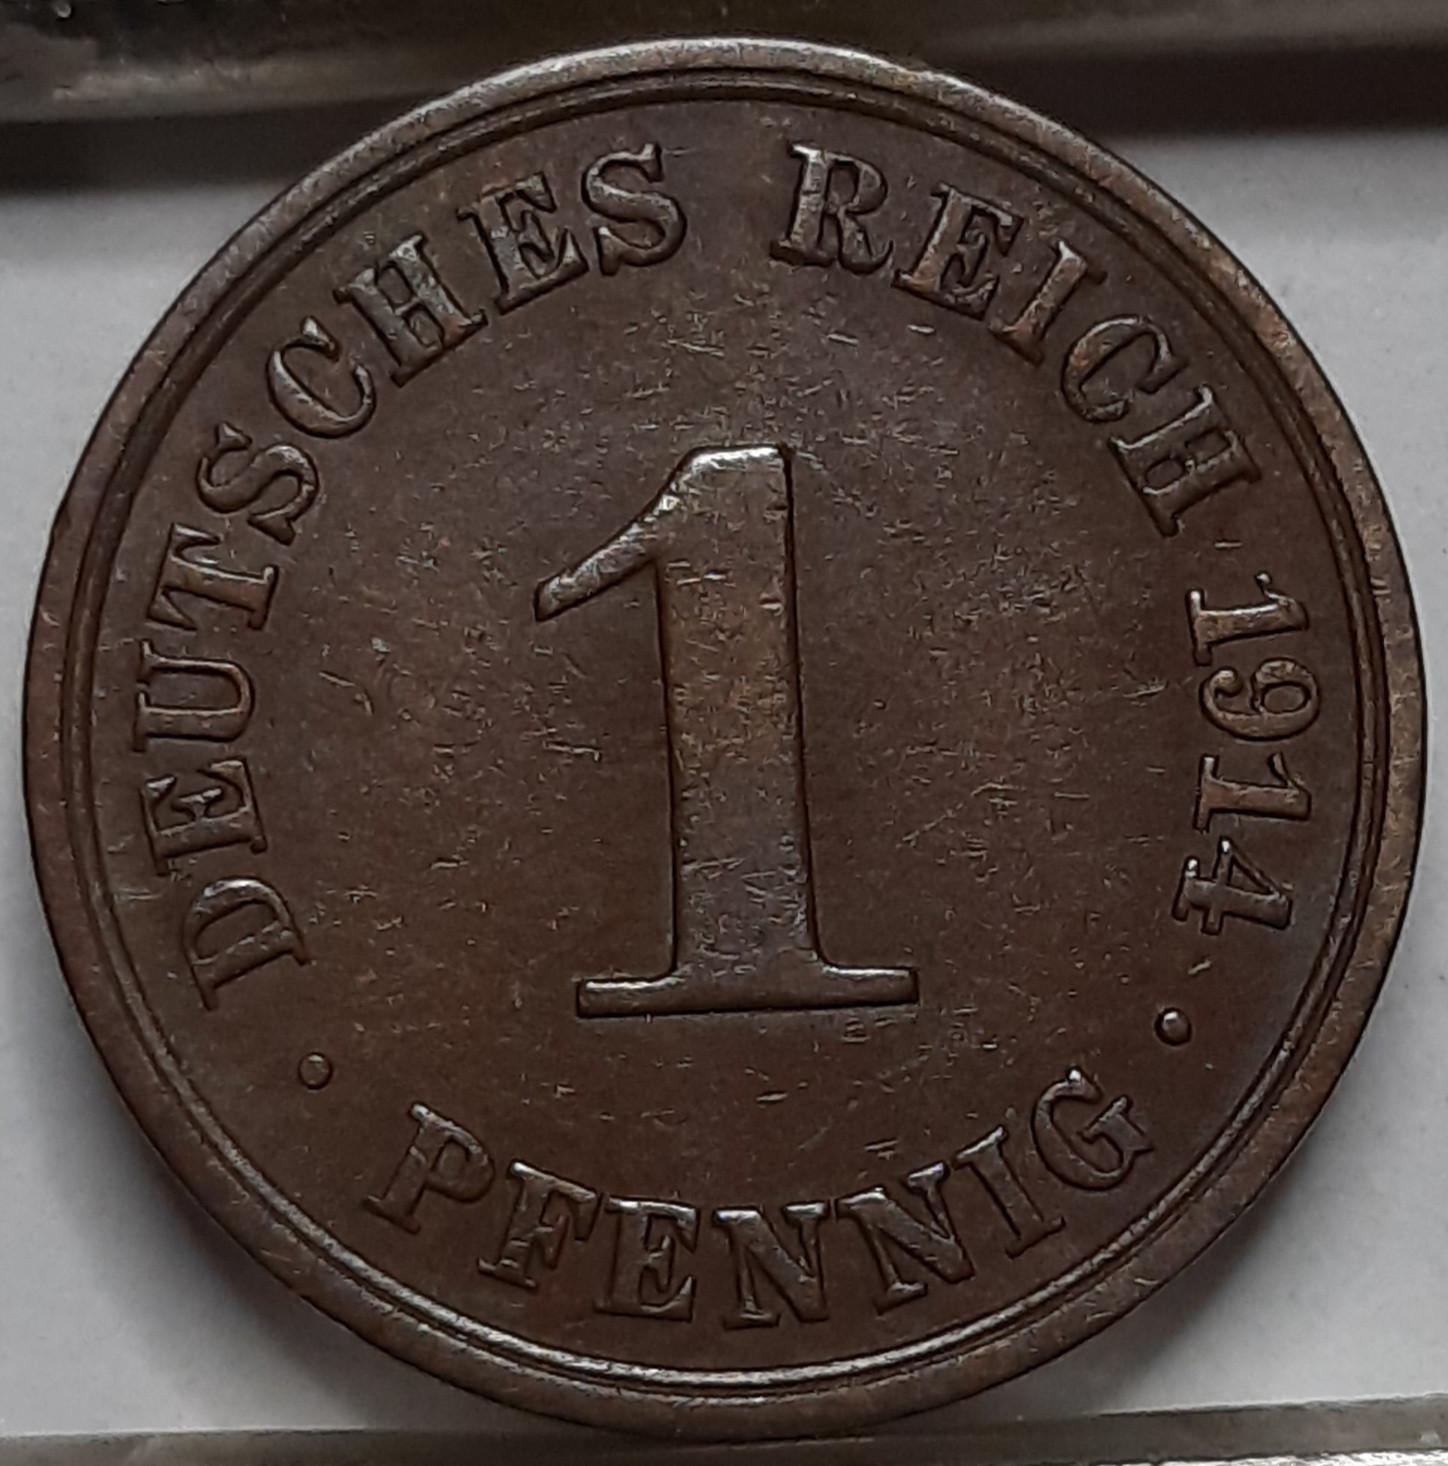 DEUTSCHES REICH 1914
1
• PFENNIG •